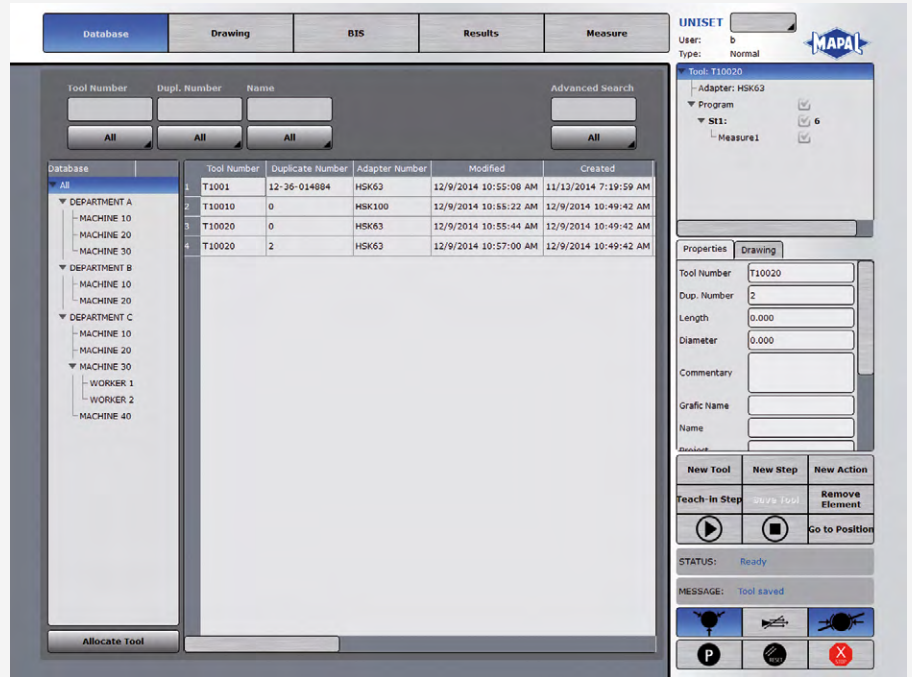 Database Drawing BIS Results Measure
UNISET
User: b
Type: Normal
MAPAL
Tool Number Dupl. Number Name Advanced Search
All All All All
Database
All
DEPARTMENT A
MACHINE 10
MACHINE 20
MACHINE 30
DEPARTMENT B
MACHINE 10
MACHINE 20
DEPARTMENT C
MACHINE 10
MACHINE 20
MACHINE 30
WORKER 1
WORKER 2
MACHINE 40
Allocate Tool
Tool Number Duplicate Number Adapter Number Modified Created
1 T1001 12-36-014884 HSK63 12/9/2014 10:55:08 AM 11/13/2014 7:19:59 AM
2 T10010 0 HSK100 12/9/2014 10:55:22 AM 12/9/2014 10:49:42 AM
3 T10020 0 HSK63 12/9/2014 10:55:44 AM 12/9/2014 10:49:42 AM
4 T10020 2 HSK63 12/9/2014 10:57:00 AM 12/9/2014 10:49:42 AM
Tool: T10020
Adapter: HSK63
Program
St1: 6
Measure1
Properties Drawing
Tool Number T10020
Dup. Number 2
Length 0.000
Diameter 0.000
Commentary
Grafic Name
Name
Project
New Tool New Step New Action
Teach-in Step Save Tool Remove Element
Go to Position
STATUS: Ready
MESSAGE: Tool saved
P RESET X STOP